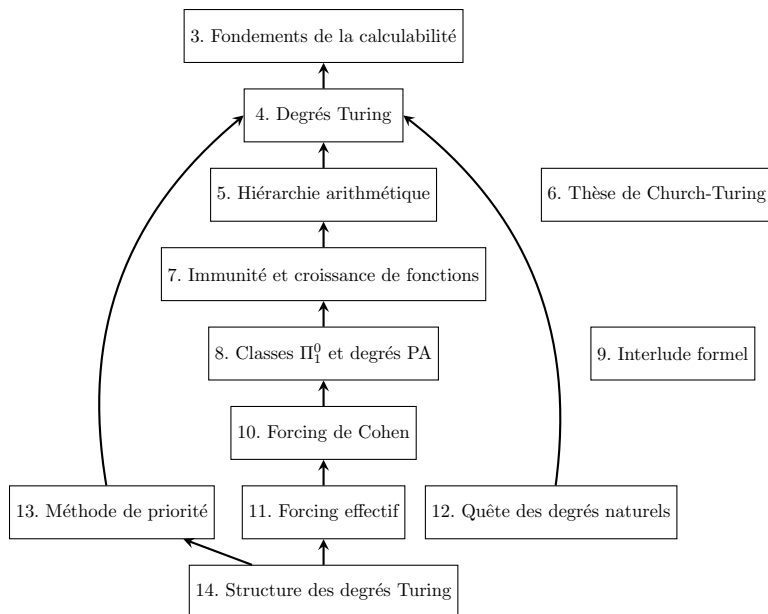 3. Fondements de la calculabilité
4. Degrés Turing
5. Hiérarchie arithmétique
6. Thèse de Church-Turing
7. Immunité et croissance de fonctions
8. Classes Π⁰₁ et degrés PA
9. Interlude formel
10. Forcing de Cohen
13. Méthode de priorité
11. Forcing effectif
12. Quête des degrés naturels
14. Structure des degrés Turing